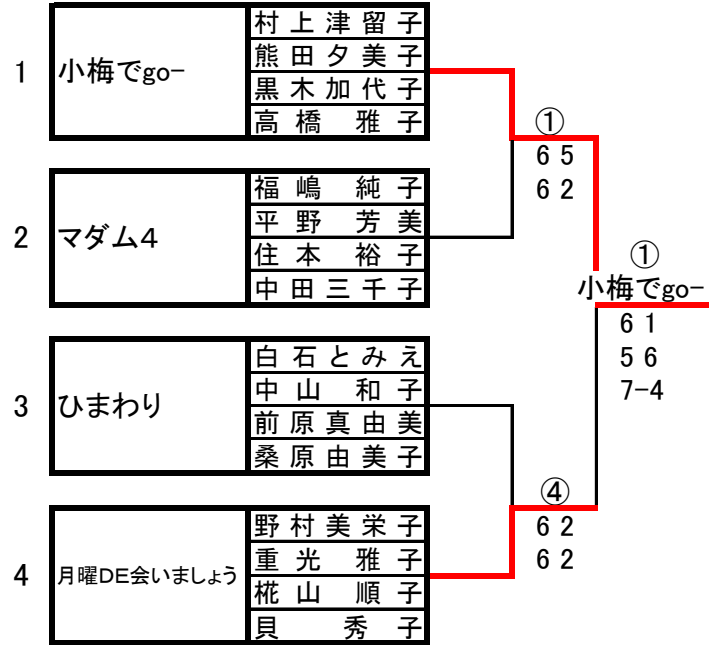 1
小梅でgo-
村上津留子
熊田夕美子
黒木加代子
高橋 雅子
①
6 5
6 2
2
マダム4
福嶋 純子
平野 芳美
住本 裕子
中田三千子
①
小梅でgo-
6 1
5 6
7-4
3
ひまわり
白石とみえ
中山 和子
前原真由美
桑原由美子
④
6 2
6 2
4
月曜DE会いましょう
野村美栄子
重光 雅子
椛山 順子
貝 秀子